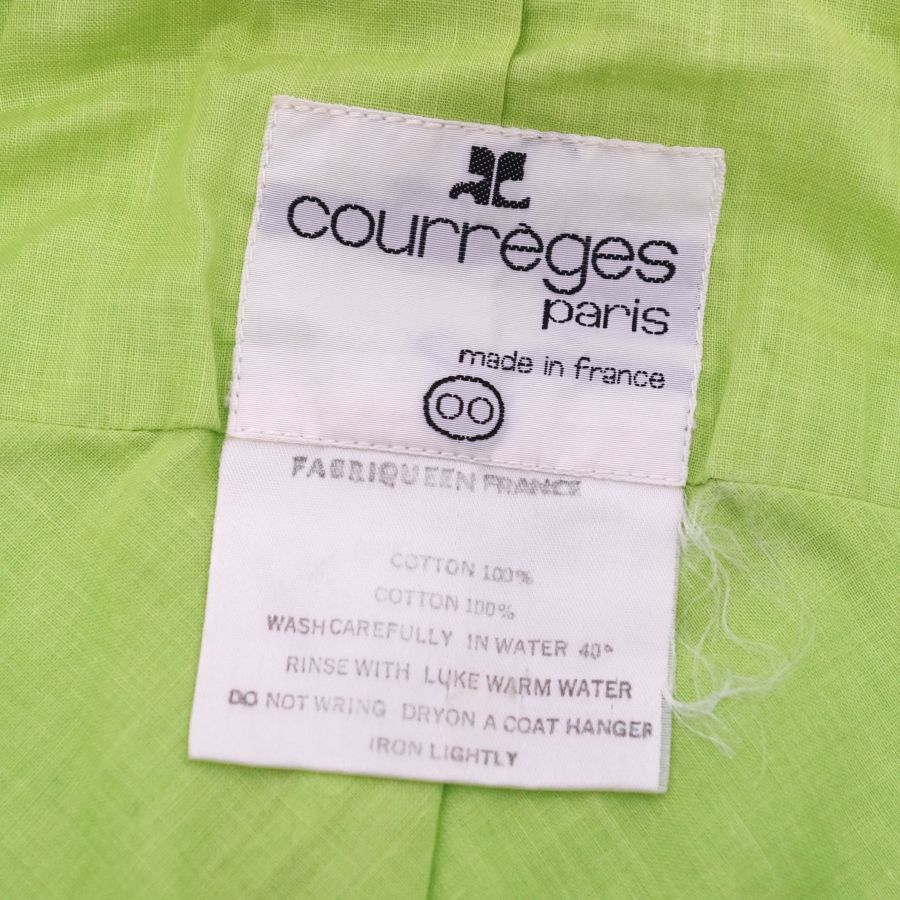 courrèges
paris
made in france
00
FABRIQUEEN FRANCE
COTTON 100%
COTTON 100%
WASH CAREFULLY IN WATER 40°
RINSE WITH LUKE WARM WATER
DO NOT WRING DRYON A COAT HANGER
IRON LIGHTLY